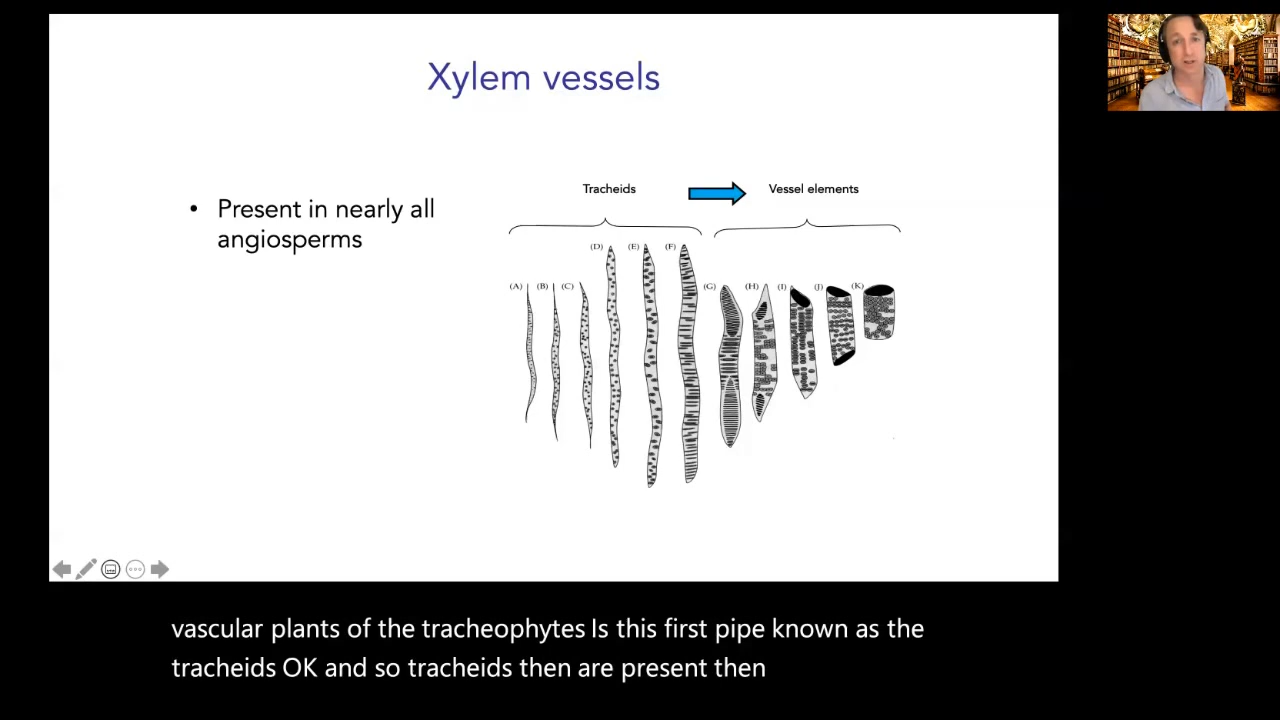 Xylem vessels
• Present in nearly all
angiosperms
Tracheids
Vessel elements
(A) (B) (C) (D) (E) (F) (G) (H) (I) (J) (K)
vascular plants of the tracheophytes Is this first pipe known as the
tracheids OK and so tracheids then are present then